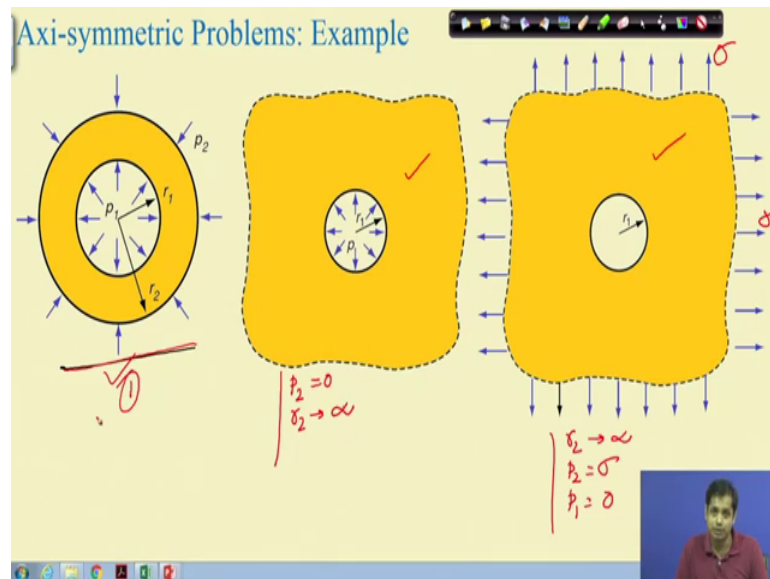 Axi-symmetric Problems: Example
p₂
p₁
r₁
r₂
①
r₁
p₁
p₂ = 0
r₂ → ∝
σ
σ
r₁
r₂ → ∝
p₂ = σ
p₁ = 0